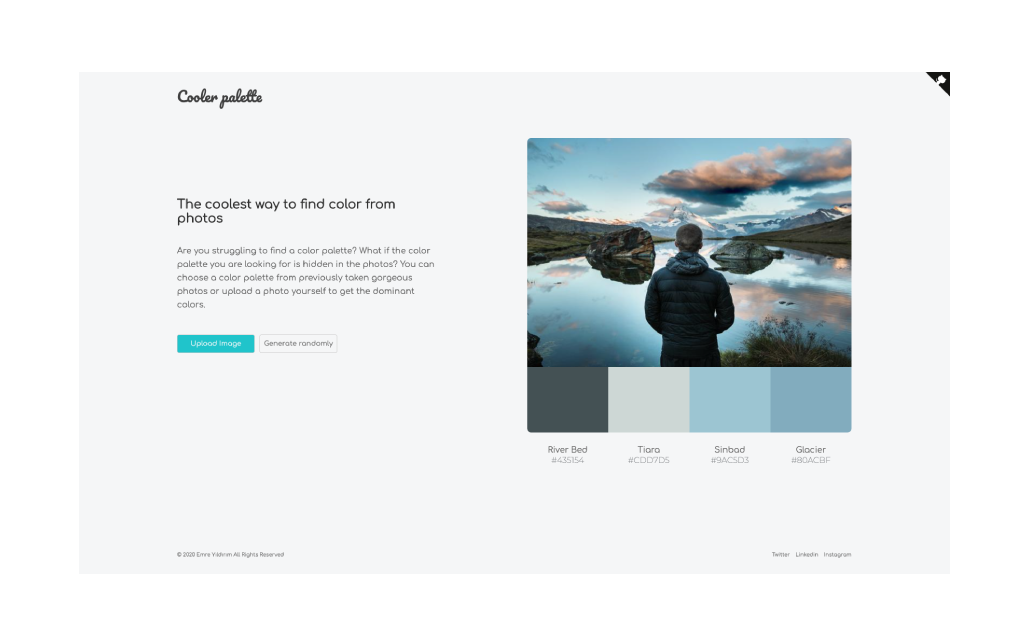 Cooler palette
The coolest way to find color from
photos
Are you struggling to find a color palette? What if the color
palette you are looking for is hidden in the photos? You can
choose a color palette from previously taken gorgeous
photos or upload a photo yourself to get the dominant
colors.
Upload Image
Generate randomly
River Bed
#435154
Tiara
#CDD7D5
Sinbad
#9AC5D3
Glacier
#80ACBF
© 2020 Emre Yıldırım All Rights Reserved
Twitter Linkedin Instagram